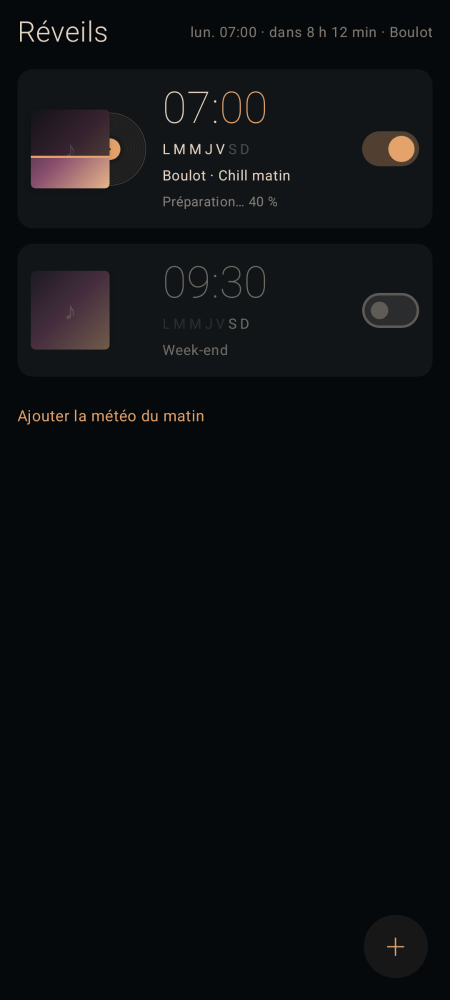 Réveils
lun. 07:00 · dans 8 h 12 min · Boulot
07:00
LMMJVSD
Boulot · Chill matin
Préparation… 40 %
09:30
LMMJVSD
Week-end
Ajouter la météo du matin
+